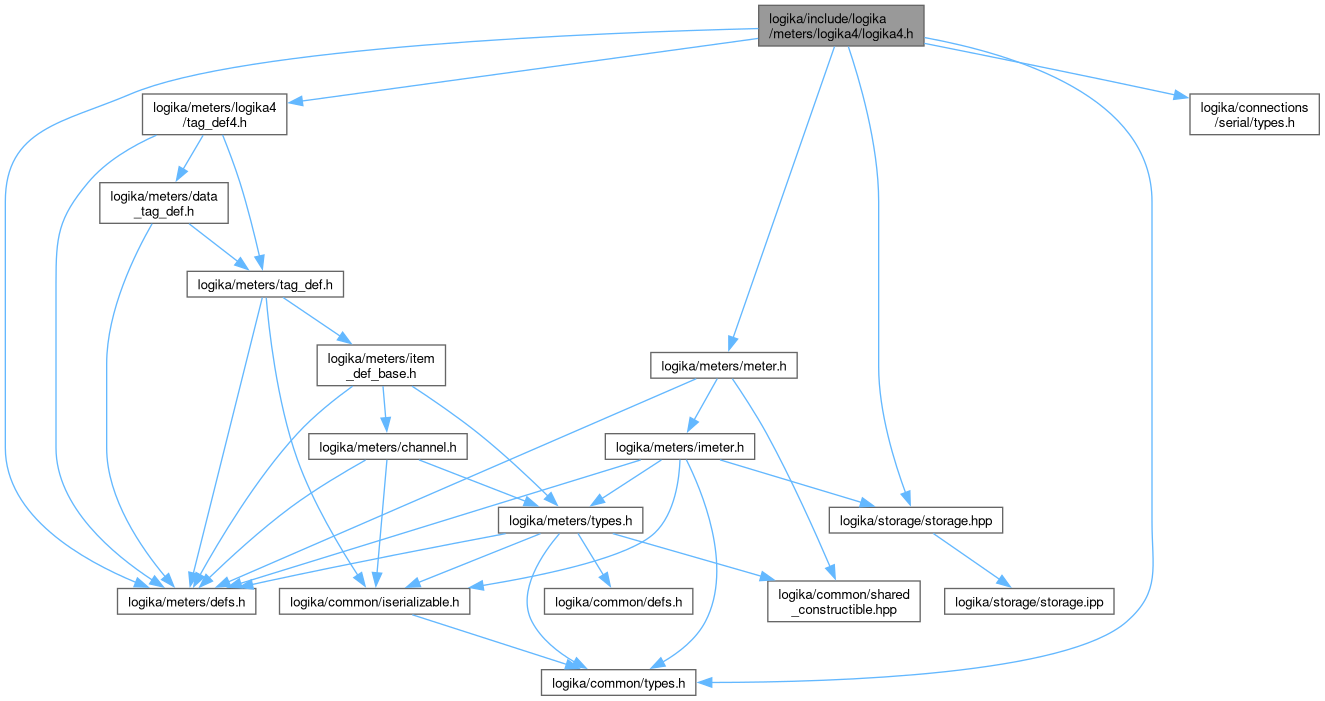 logika/include/logika
/meters/logika4/logika4.h
logika/meters/logika4
/tag_def4.h
logika/connections
/serial/types.h
logika/meters/data
_tag_def.h
logika/meters/tag_def.h
logika/meters/item
_def_base.h
logika/meters/meter.h
logika/meters/channel.h
logika/meters/imeter.h
logika/meters/types.h
logika/storage/storage.hpp
logika/meters/defs.h
logika/common/iserializable.h
logika/common/defs.h
logika/common/shared
_constructible.hpp
logika/storage/storage.ipp
logika/common/types.h